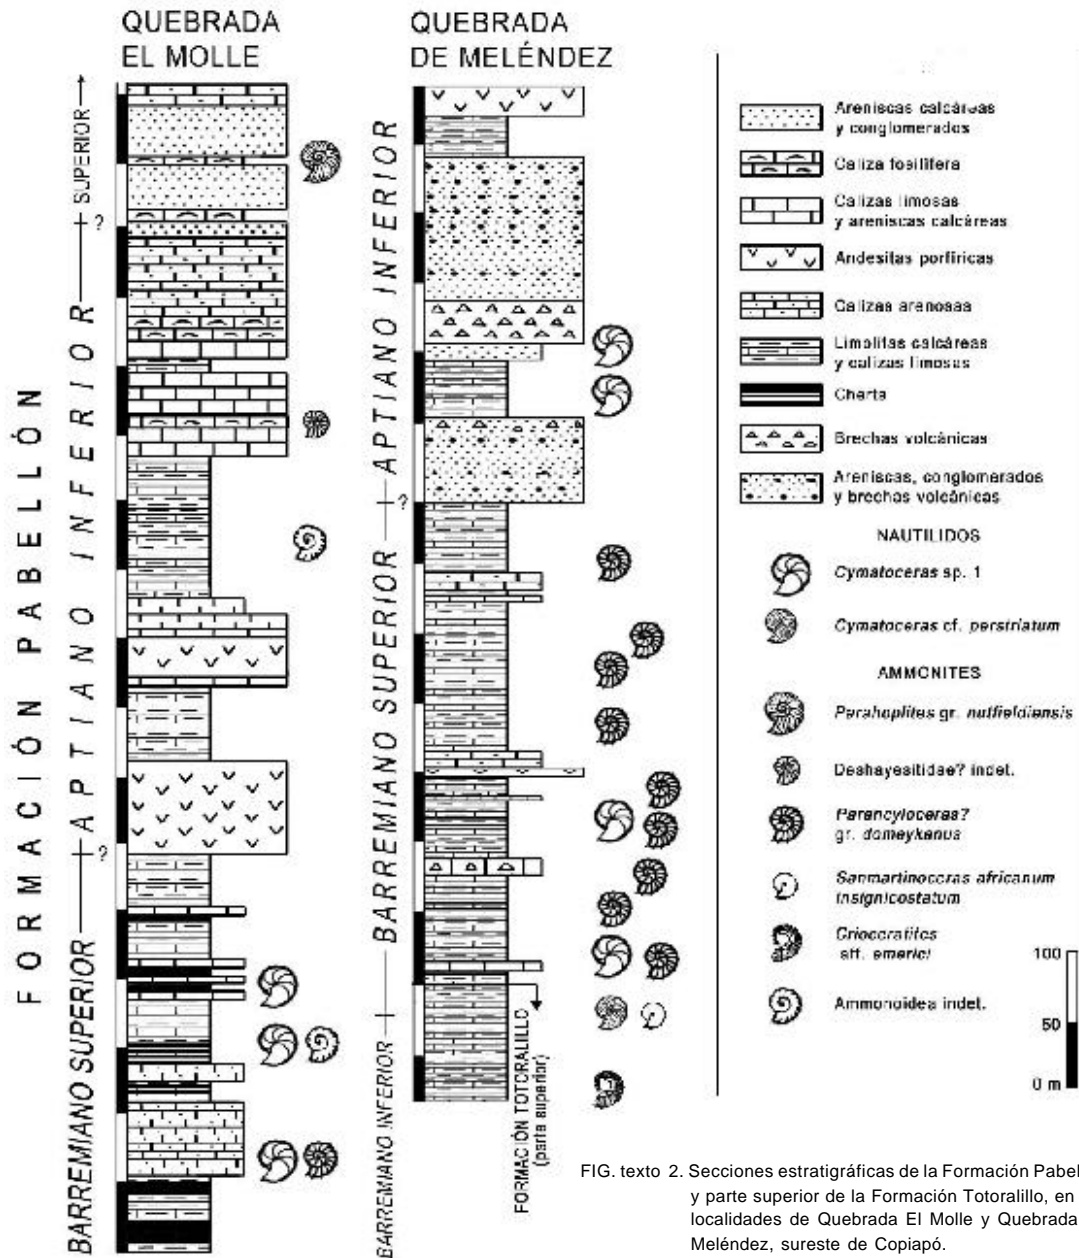 QUEBRADA
EL MOLLE
QUEBRADA
DE MELÉNDEZ
FORMACIÓN PABELLÓN
SUPERIOR
?
APTIANO INFERIOR
?
BARREMIANO SUPERIOR
APTIANO INFERIOR
?
BARREMIANO SUPERIOR
BARREMIANO INFERIOR
FORMACIÓN TOTORALILLO
(parte superior)
Areniscas calcáreas
y conglomerados
Caliza fosilífera
Calizas limosas
y areniscas calcáreas
Andesitas porfíricas
Calizas arenosas
Limolitas calcáreas
y calizas limosas
Cherta
Brechas volcánicas
Areniscas, conglomerados
y brechas volcánicas
NAUTILIDOS
Cymatoceras sp. 1
Cymatoceras cf. perstriatum
AMMONITES
Parahoplites gr. nutfieldiensis
Deshayesitidae? indet.
Parancyloceras?
gr. domeykanus
Sanmartinoceras africanum
insignicostatum
Crioceratites
aff. emerici
Ammonoidea indet.
100
50
0 m
FIG. texto 2. Secciones estratigráficas de la Formación Pabel
y parte superior de la Formación Totoralillo, en
localidades de Quebrada El Molle y Quebrada
Meléndez, sureste de Copiapó.